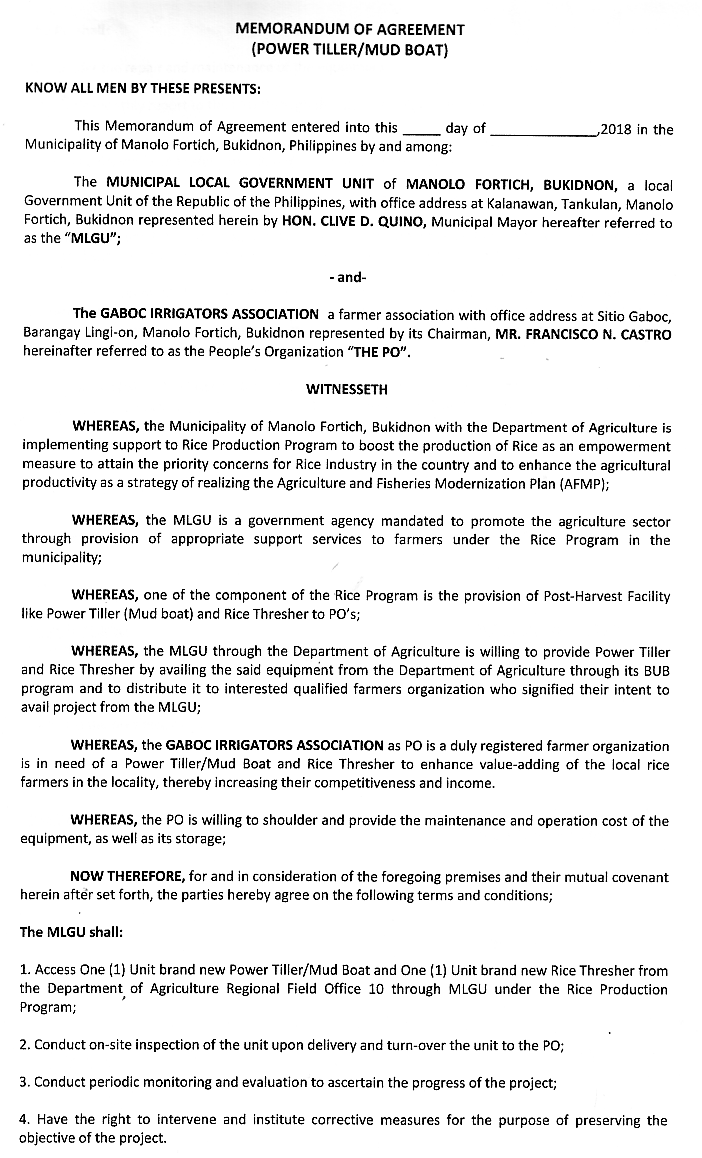 MEMORANDUM OF AGREEMENT
(POWER TILLER/MUD BOAT)
KNOW ALL MEN BY THESE PRESENTS:
This Memorandum of Agreement entered into this _____ day of ______________,2018 in the
Municipality of Manolo Fortich, Bukidnon, Philippines by and among:
The MUNICIPAL LOCAL GOVERNMENT UNIT of MANOLO FORTICH, BUKIDNON, a local
Government Unit of the Republic of the Philippines, with office address at Kalanawan, Tankulan, Manolo
Fortich, Bukidnon represented herein by HON. CLIVE D. QUINO, Municipal Mayor hereafter referred to
as the "MLGU";
-and-
The GABOC IRRIGATORS ASSOCIATION a farmer association with office address at Sitio Gaboc,
Barangay Lingi-on, Manolo Fortich, Bukidnon represented by its Chairman, MR. FRANCISCO N. CASTRO
hereinafter referred to as the People's Organization "THE PO".
WITNESSETH
WHEREAS, the Municipality of Manolo Fortich, Bukidnon with the Department of Agriculture is
implementing support to Rice Production Program to boost the production of Rice as an empowerment
measure to attain the priority concerns for Rice Industry in the country and to enhance the agricultural
productivity as a strategy of realizing the Agriculture and Fisheries Modernization Plan (AFMP);
WHEREAS, the MLGU is a government agency mandated to promote the agriculture sector
through provision of appropriate support services to farmers under the Rice Program in the
municipality;
WHEREAS, one of the component of the Rice Program is the provision of Post-Harvest Facility
like Power Tiller (Mud boat) and Rice Thresher to PO's;
WHEREAS, the MLGU through the Department of Agriculture is willing to provide Power Tiller
and Rice Thresher by availing the said equipment from the Department of Agriculture through its BUB
program and to distribute it to interested qualified farmers organization who signified their intent to
avail project from the MLGU;
WHEREAS, the GABOC IRRIGATORS ASSOCIATION as PO is a duly registered farmer organization
is in need of a Power Tiller/Mud Boat and Rice Thresher to enhance value-adding of the local rice
farmers in the locality, thereby increasing their competitiveness and income.
WHEREAS, the PO is willing to shoulder and provide the maintenance and operation cost of the
equipment, as well as its storage;
NOW THEREFORE, for and in consideration of the foregoing premises and their mutual covenant
herein after set forth, the parties hereby agree on the following terms and conditions;
The MLGU shall:
1. Access One (1) Unit brand new Power Tiller/Mud Boat and One (1) Unit brand new Rice Thresher from
the Department of Agriculture Regional Field Office 10 through MLGU under the Rice Production
Program;
2. Conduct on-site inspection of the unit upon delivery and turn-over the unit to the PO;
3. Conduct periodic monitoring and evaluation to ascertain the progress of the project;
4. Have the right to intervene and institute corrective measures for the purpose of preserving the
objective of the project.